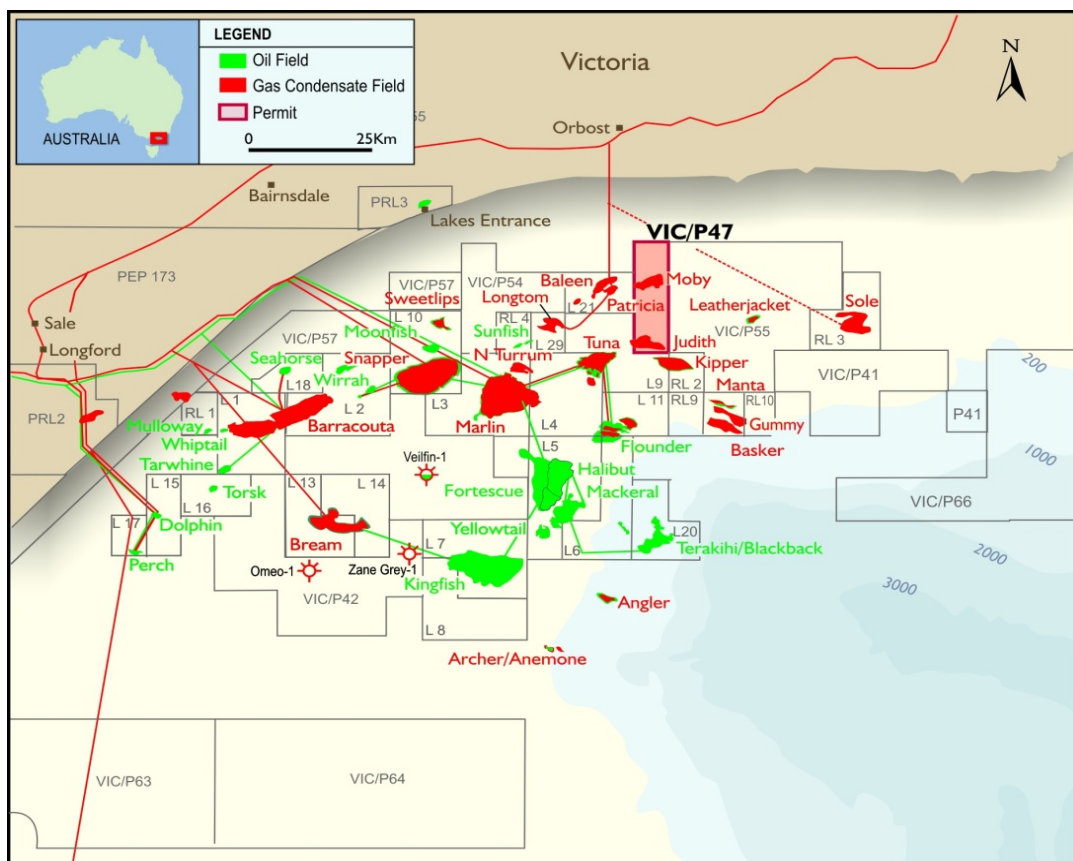 LEGEND
Oil Field
Gas Condensate Field
Permit
0 25Km
AUSTRALIA
N
Victoria
55
Orbost
Bairnsdale
PRL3
Lakes Entrance
PEP 173
VIC/P47
VIC/P57
VIC/P54
Baleen
Moby
Sweetlips
Longtom
L 21
Patricia
Leatherjacket
Sole
Sale
L 10
RL 4
VIC/P55
Moonfish
Sunfish
VIC/P57
L 29
Tuna
Judith
RL 3
Longford
Seahorse
Snapper
N Turrum
Kipper
200
Wirrah
VIC/P41
L18
L9
RL 2
Manta
PRL2
RL 1
L 1
L 2
L3
L 11
RL9
RL10
P41
Mulloway
Barracouta
Marlin
L4
Gummy
Whiptail
Flounder
Basker
Tarwhine
Veilfin-1
L5
Halibut
1000
L 15
L13
L 14
Fortescue
Mackeral
Torsk
VIC/P66
L 16
L 17
Dolphin
Yellowtail
L20
Bream
L 7
L6
Terakihi/Blackback
Perch
Omeo-1
Zane Grey-1
Kingfish
2000
3000
VIC/P42
Angler
L 8
Archer/Anemone
VIC/P63
VIC/P64